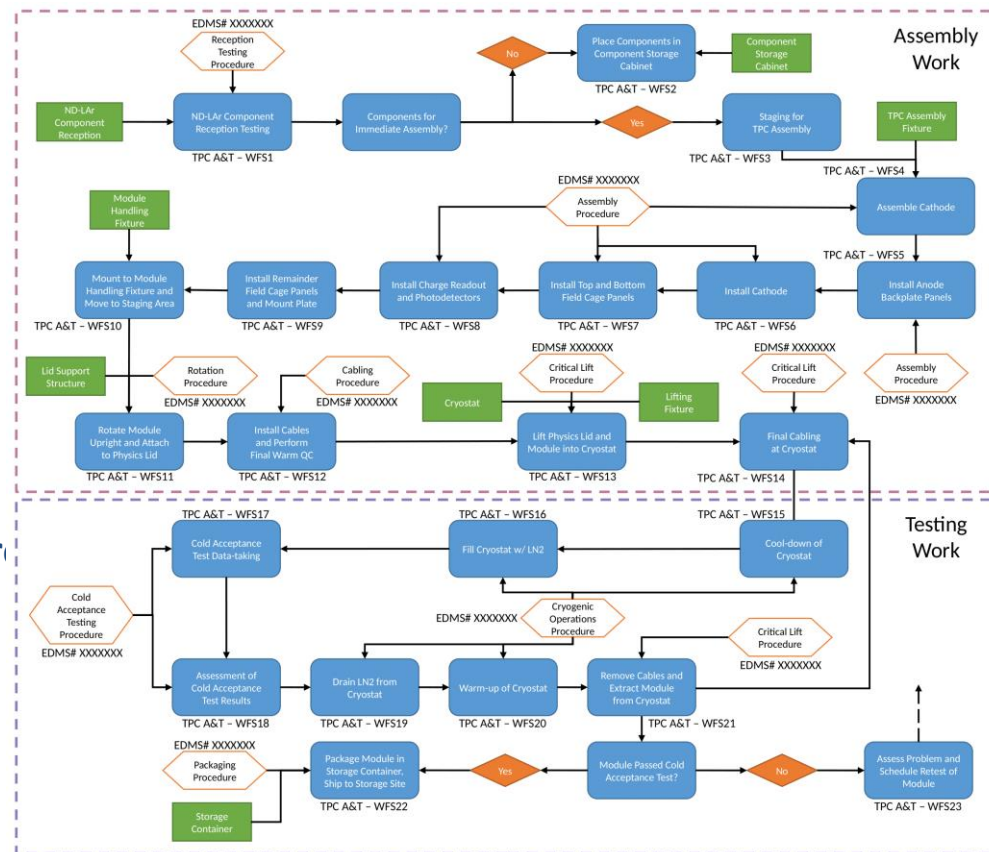 EDMS# XXXXXXX
Reception
Testing
Procedure
No
Place Components in
Component Storage
Cabinet
TPC A&T – WFS2
Component
Storage
Cabinet
Assembly
Work
ND-LAr
Component
Reception
ND-LAr Component
Reception Testing
TPC A&T – WFS1
Components for
Immediate Assembly?
Yes
Staging for
TPC Assembly
TPC A&T – WFS3
TPC Assembly
Fixture
TPC A&T – WFS4
Assemble Cathode
EDMS# XXXXXXX
Assembly
Procedure
Module
Handling
Fixture
TPC A&T – WFS5
Mount to Module
Handling Fixture and
Move to Staging Area
TPC A&T – WFS10
Install Remainder
Field Cage Panels
and Mount Plate
TPC A&T – WFS9
Install Charge Readout
and Photodetectors
TPC A&T – WFS8
Install Top and Bottom
Field Cage Panels
TPC A&T – WFS7
Install Cathode
TPC A&T – WFS6
Install Anode
Backplate Panels
Lid Support
Structure
Rotation
Procedure
EDMS# XXXXXXX
Cabling
Procedure
EDMS# XXXXXXX
EDMS# XXXXXXX
Critical Lift
Procedure
Cryostat
Lifting
Fixture
EDMS# XXXXXXX
Critical Lift
Procedure
Assembly
Procedure
EDMS# XXXXXXX
Rotate Module
Upright and Attach
to Physics Lid
TPC A&T – WFS11
Install Cables
and Perform
Final Warm QC
TPC A&T – WFS12
Lift Physics Lid and
Module into Cryostat
TPC A&T – WFS13
Final Cabling
at Cryostat
TPC A&T – WFS14
TPC A&T – WFS17
Cold Acceptance
Test Data-taking
TPC A&T – WFS16
Fill Cryostat w/ LN2
TPC A&T – WFS15
Cool-down of
Cryostat
Testing
Work
Cold
Acceptance
Testing
Procedure
EDMS# XXXXXXX
EDMS# XXXXXXX
Cryogenic
Operations
Procedure
Critical Lift
Procedure
EDMS# XXXXXXX
Assessment of
Cold Acceptance
Test Results
TPC A&T – WFS18
Drain LN2 from
Cryostat
TPC A&T – WFS19
Warm-up of Cryostat
TPC A&T – WFS20
Remove Cables and
Extract Module
from Cryostat
TPC A&T – WFS21
EDMS# XXXXXXX
Packaging
Procedure
Storage
Container
Package Module in
Storage Container,
Ship to Storage Site
TPC A&T – WFS22
Yes
Module Passed Cold
Acceptance Test?
No
Assess Problem and
Schedule Retest of
Module
TPC A&T – WFS23